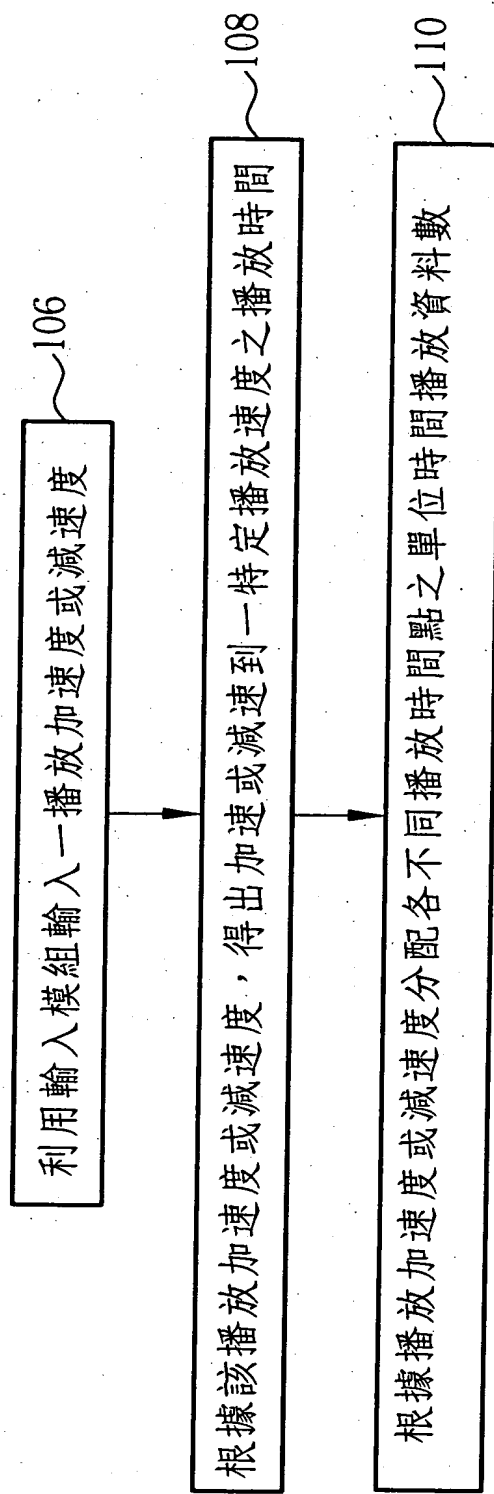 利用輸入模組輸入一播放加速度或減速度
106
根據該播放加速度或減速度，得出加速或減速到一特定播放速度之播放時間
108
根據播放加速度或減速度分配各不同播放時間點之單位時間播放資料數
110